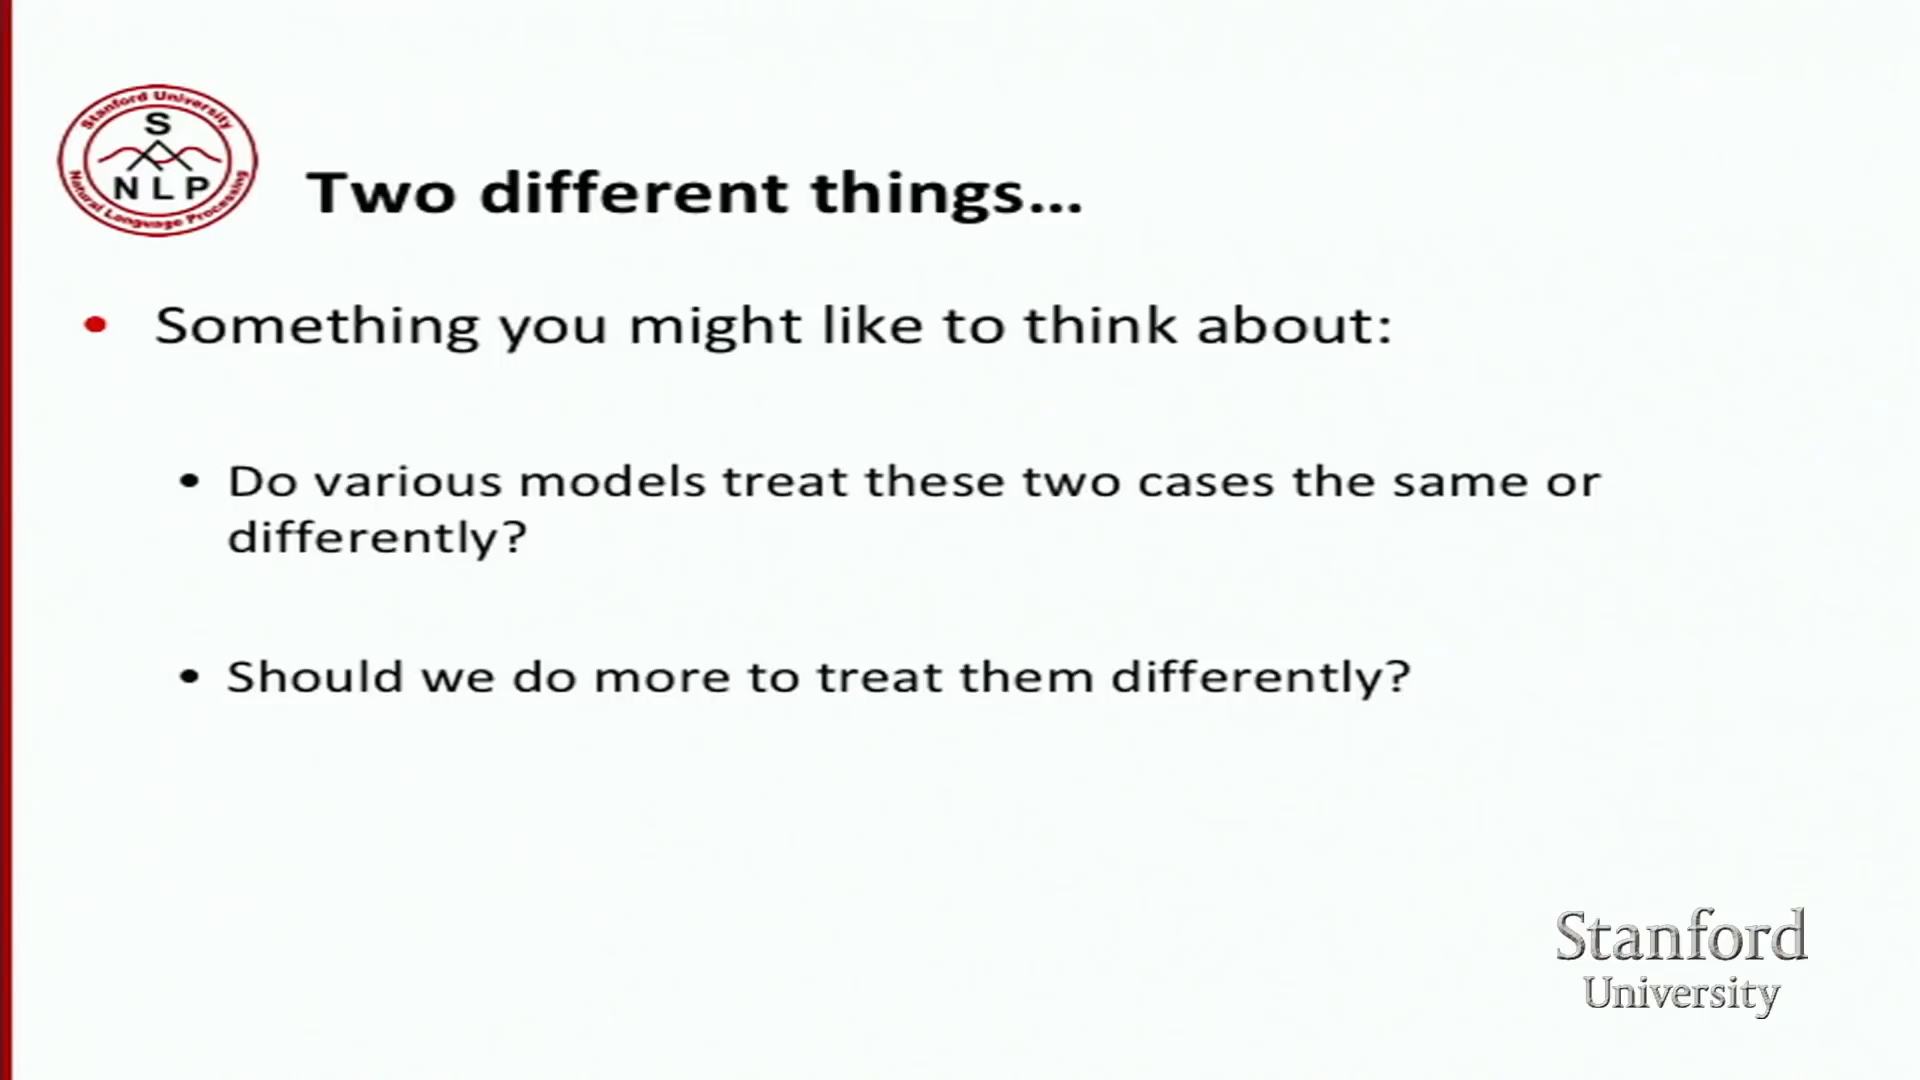 Stanford University
S
NLP
Natural Language Processing
Two different things...
• Something you might like to think about:
• Do various models treat these two cases the same or
differently?
• Should we do more to treat them differently?
Stanford
University